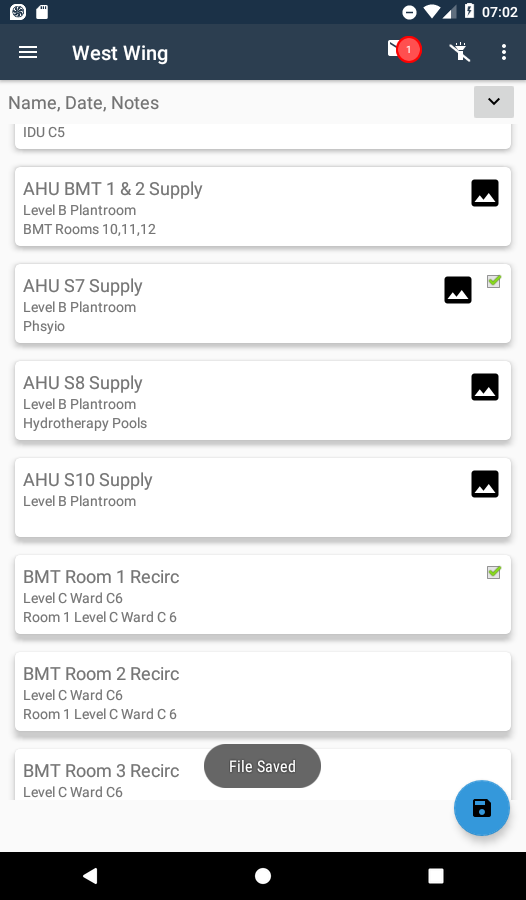 07:02
West Wing
1
Name, Date, Notes
IDU C5
AHU BMT 1 & 2 Supply
Level B Plantroom
BMT Rooms 10,11,12
AHU S7 Supply
Level B Plantroom
Phsyio
AHU S8 Supply
Level B Plantroom
Hydrotherapy Pools
AHU S10 Supply
Level B Plantroom
BMT Room 1 Recirc
Level C Ward C6
Room 1 Level C Ward C 6
BMT Room 2 Recirc
Level C Ward C6
Room 1 Level C Ward C 6
BMT Room 3 Recirc
Level C Ward C6
File Saved